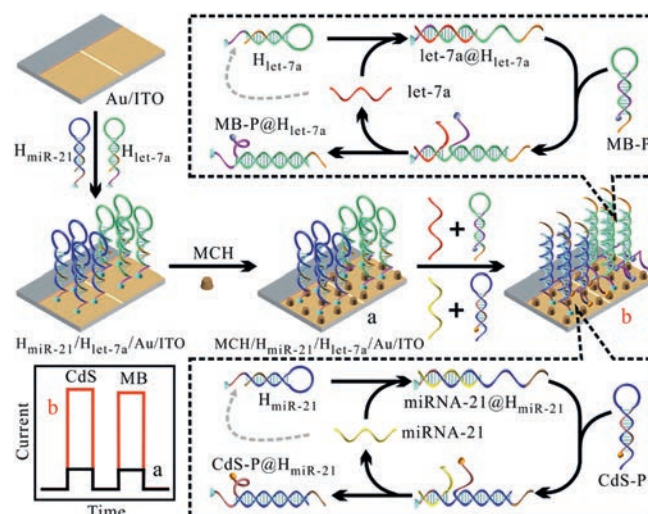 Au/ITO
H_miR-21
H_let-7a
H_let-7a
let-7a@H_let-7a
let-7a
MB-P@H_let-7a
MB-P
MCH
a
b
H_miR-21/H_let-7a/Au/ITO
MCH/H_miR-21/H_let-7a/Au/ITO
+
+
H_miR-21
miRNA-21@H_miR-21
miRNA-21
CdS-P@H_miR-21
CdS-P
CdS
MB
b
a
Current
Time